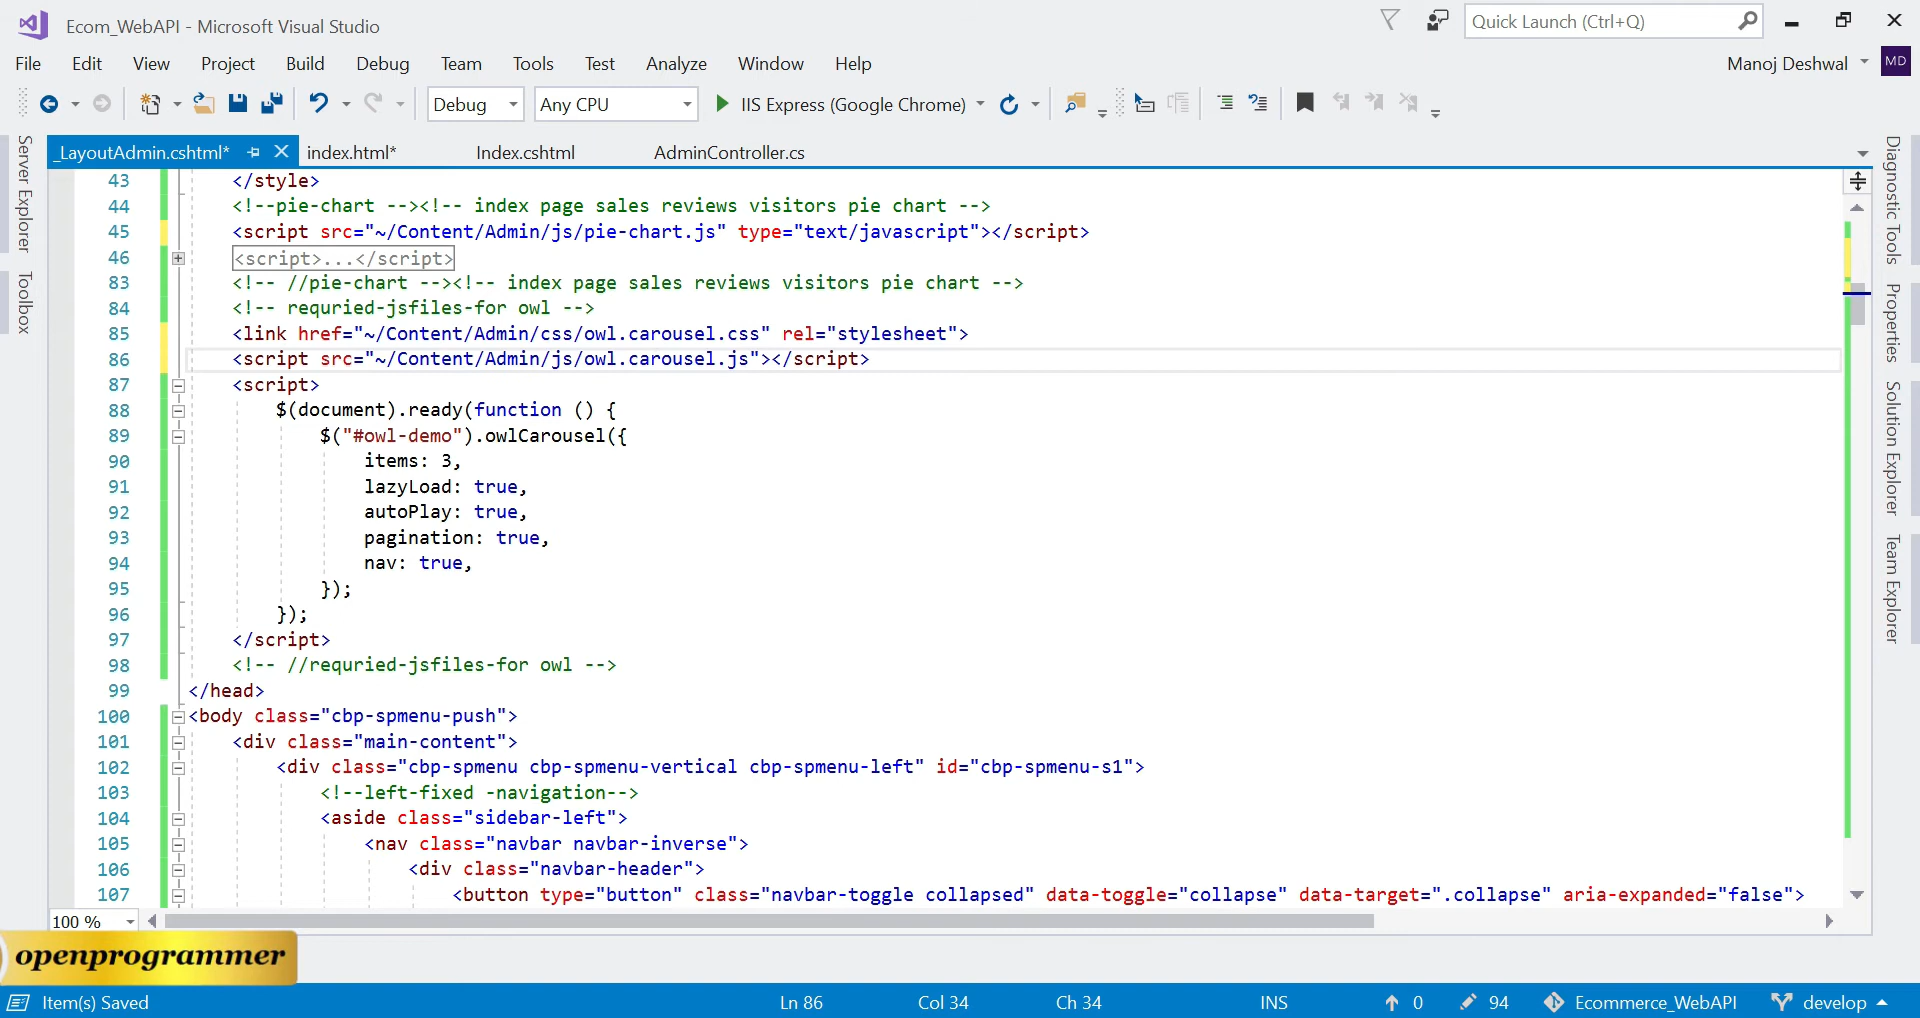 Ecom_WebAPI - Microsoft Visual Studio
Quick Launch (Ctrl+Q)
File Edit View Project Build Debug Team Tools Test Analyze Window Help
Manoj Deshwal MD
Debug Any CPU IIS Express (Google Chrome)
_LayoutAdmin.cshtml* index.html* Index.cshtml AdminController.cs
Server Explorer
Toolbox
43 </style>
44 <!--pie-chart --><!-- index page sales reviews visitors pie chart -->
45 <script src="~/Content/Admin/js/pie-chart.js" type="text/javascript"></script>
46 <script>...</script>
83 <!-- //pie-chart --><!-- index page sales reviews visitors pie chart -->
84 <!-- requried-jsfiles-for owl -->
85 <link href="~/Content/Admin/css/owl.carousel.css" rel="stylesheet">
86 <script src="~/Content/Admin/js/owl.carousel.js"></script>
87 <script>
88 $(document).ready(function () {
89 $("#owl-demo").owlCarousel({
90 items: 3,
91 lazyLoad: true,
92 autoPlay: true,
93 pagination: true,
94 nav: true,
95 });
96 });
97 </script>
98 <!-- //requried-jsfiles-for owl -->
99 </head>
100 <body class="cbp-spmenu-push">
101 <div class="main-content">
102 <div class="cbp-spmenu cbp-spmenu-vertical cbp-spmenu-left" id="cbp-spmenu-s1">
103 <!--left-fixed -navigation-->
104 <aside class="sidebar-left">
105 <nav class="navbar navbar-inverse">
106 <div class="navbar-header">
107 <button type="button" class="navbar-toggle collapsed" data-toggle="collapse" data-target=".collapse" aria-expanded="false">
Diagnostic Tools
Properties
Solution Explorer
Team Explorer
100 %
openprogrammer
Item(s) Saved Ln 86 Col 34 Ch 34 INS 0 94 Ecommerce_WebAPI develop